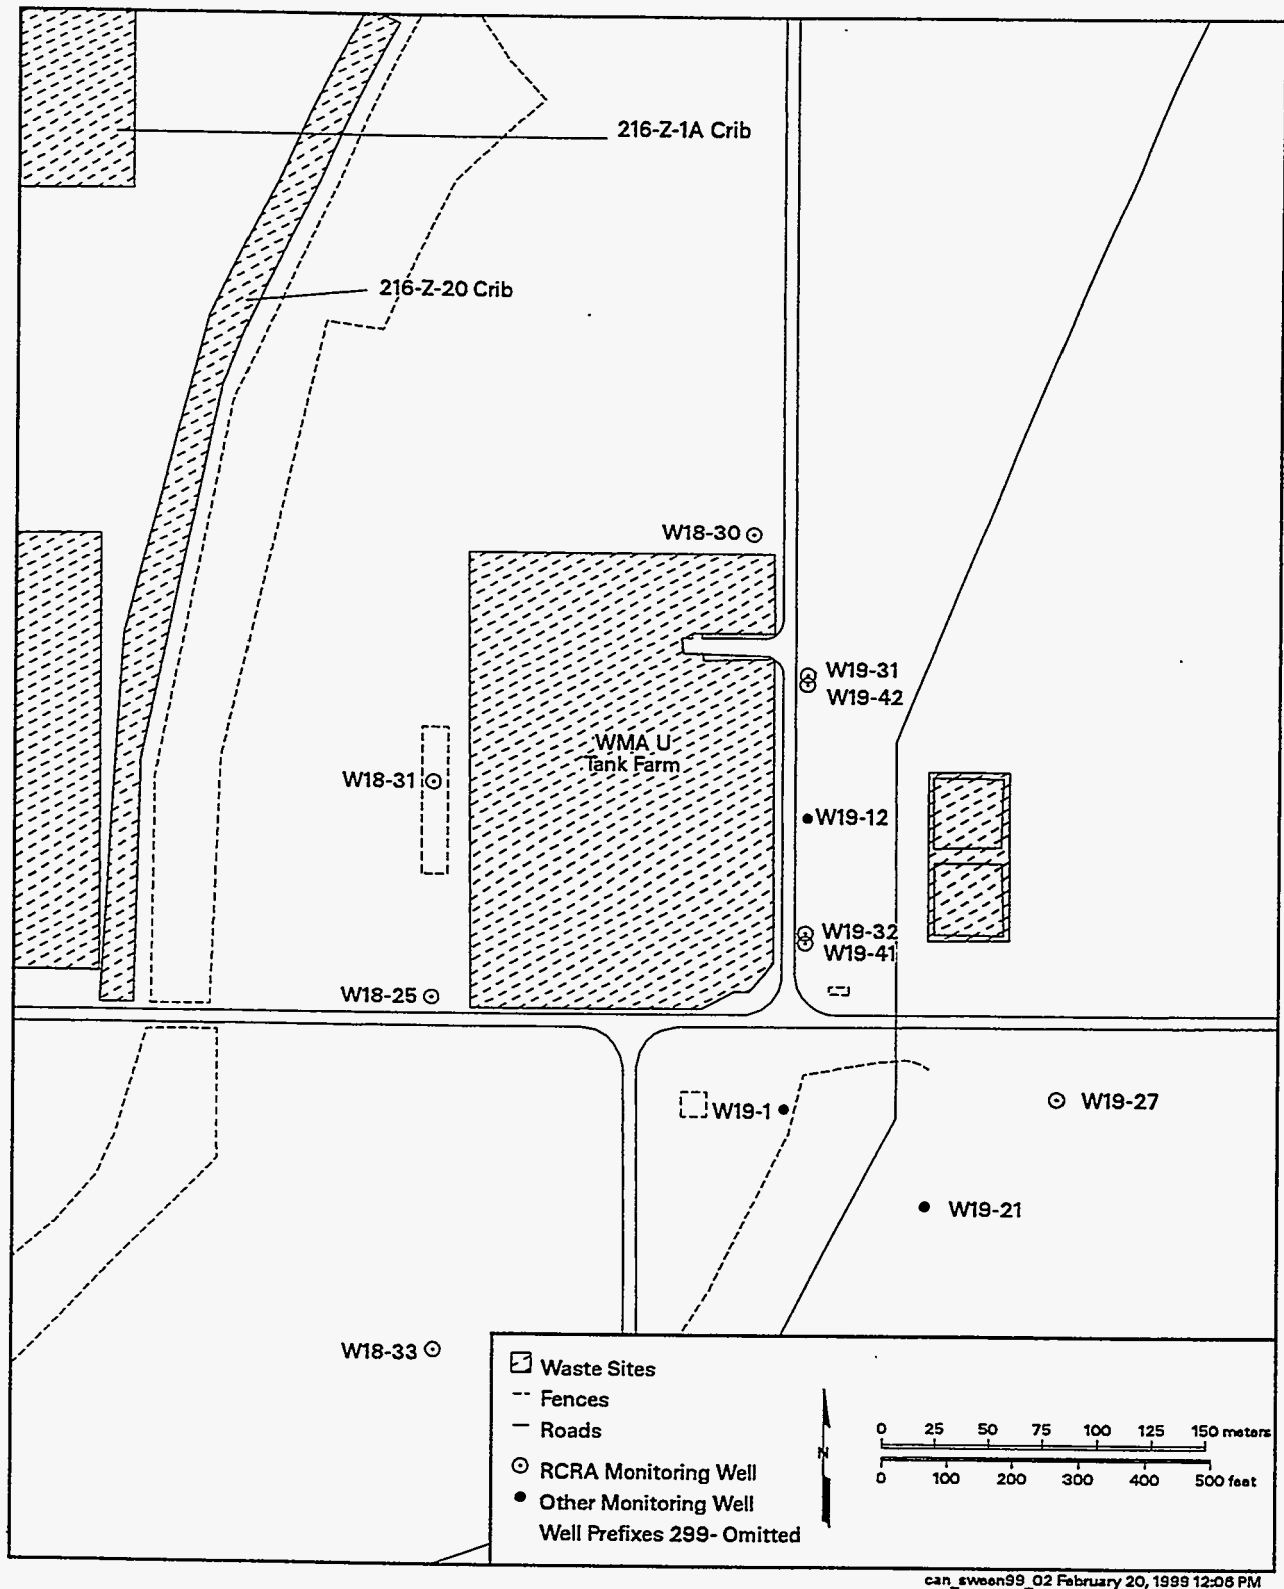 216-Z-1A Crib
216-Z-20 Crib
W18-30
W19-31
W19-42
WMA U
Tank Farm
W18-31
W19-12
W19-32
W19-41
W18-25
W19-1
W19-27
W19-21
W18-33
Waste Sites
Fences
Roads
RCRA Monitoring Well
Other Monitoring Well
Well Prefixes 299- Omitted
N
0 25 50 75 100 125 150 meters
0 100 200 300 400 500 feet
can_sween99_02 February 20, 1999 12:06 PM